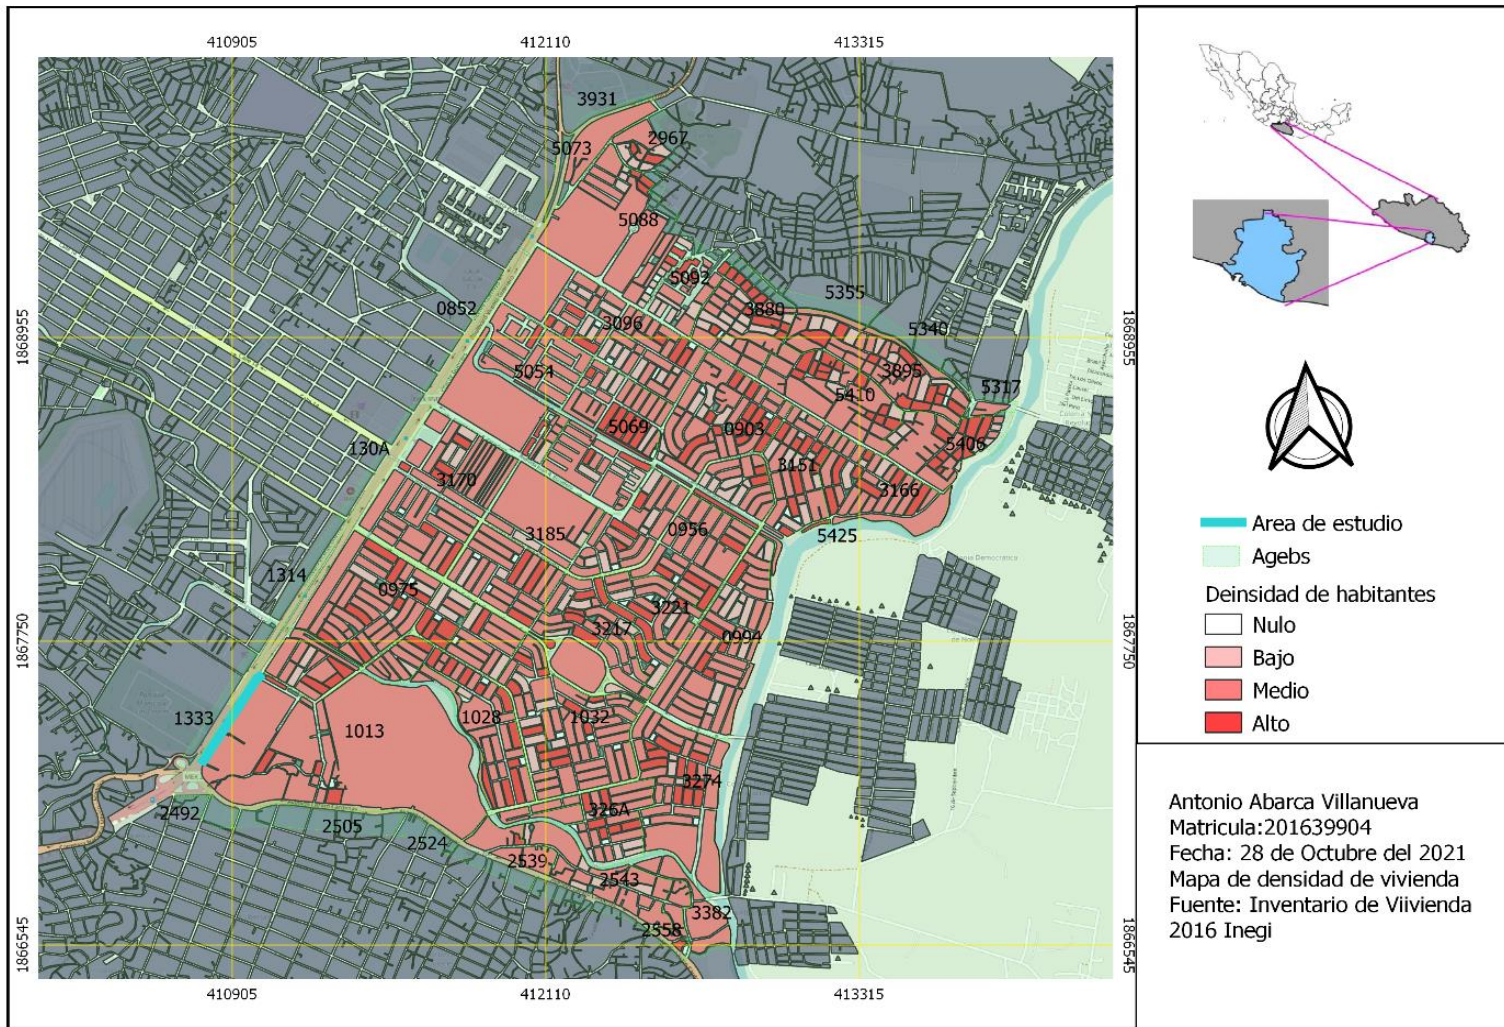 410905 412110 413315
3931
2967
5073
5088
5092
5355
0852 3880
3096 5340
1868955 1868955
5054 3895
5410 5317
5069 0903
130A 5406
3170 3151
3166
0956
3185 5425
1314
0975
3221
3217
1867750 0994 1867750
1333 1028 1032
1013
3274
2492 326A
2505
2524
2539
2543
3382
2558
1866545 1866545
410905 412110 413315
Area de estudio
Agebs
Deinsidad de habitantes
Nulo
Bajo
Medio
Alto
Antonio Abarca Villanueva
Matricula:201639904
Fecha: 28 de Octubre del 2021
Mapa de densidad de vivienda
Fuente: Inventario de Viivienda
2016 Inegi